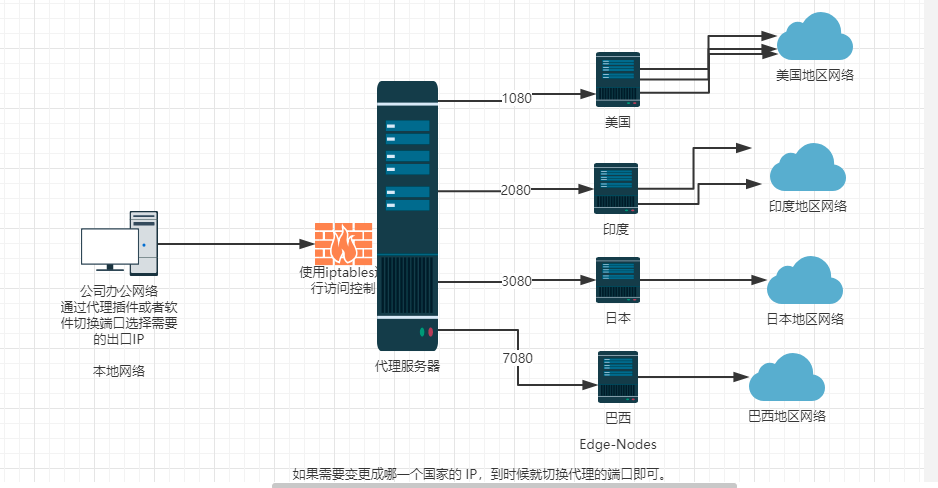 美国地区网络
1080
美国
2080
印度地区网络
印度
使用iptables
行访问控制
3080
公司办公网络
通过代理插件或者软
件切换端口选择需要
的出口IP
日本
日本地区网络
7080
代理服务器
本地网络
巴西
巴西地区网络
Edge-Nodes
如果需要变更成哪一个国家的 IP，到时候就切换代理的端口即可。